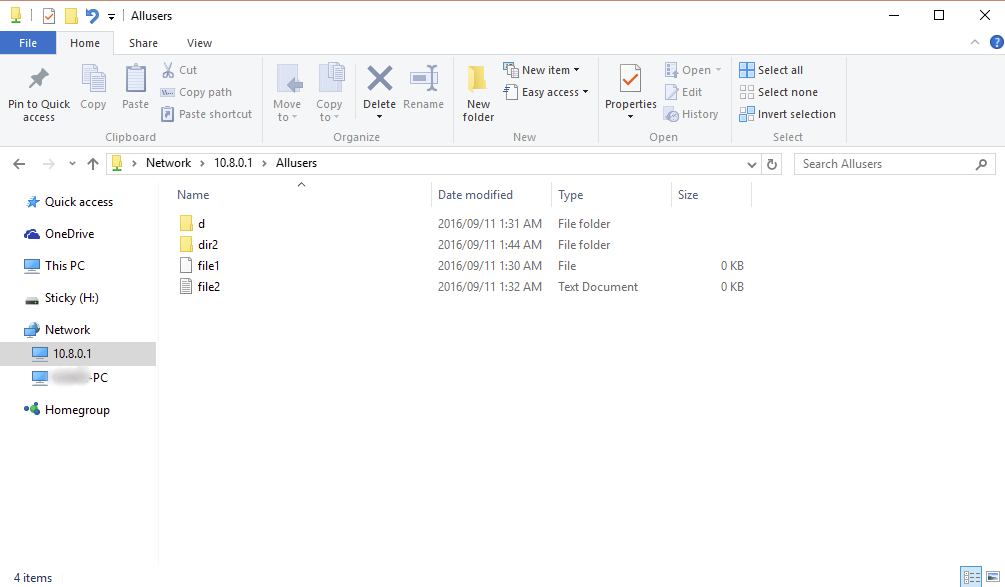 Allusers
File Home Share View
Pin to Quick access
Copy
Paste
Cut
Copy path
Paste shortcut
Clipboard
Move to
Copy to
Delete
Rename
Organize
New folder
New item
Easy access
New
Properties
Open
Edit
History
Open
Select all
Select none
Invert selection
Select
Network 10.8.0.1 Allusers
Search Allusers
Quick access
OneDrive
This PC
Sticky (H:)
Network
10.8.0.1
-PC
Homegroup
Name Date modified Type Size
d 2016/09/11 1:31 AM File folder
dir2 2016/09/11 1:44 AM File folder
file1 2016/09/11 1:30 AM File 0 KB
file2 2016/09/11 1:32 AM Text Document 0 KB
4 items